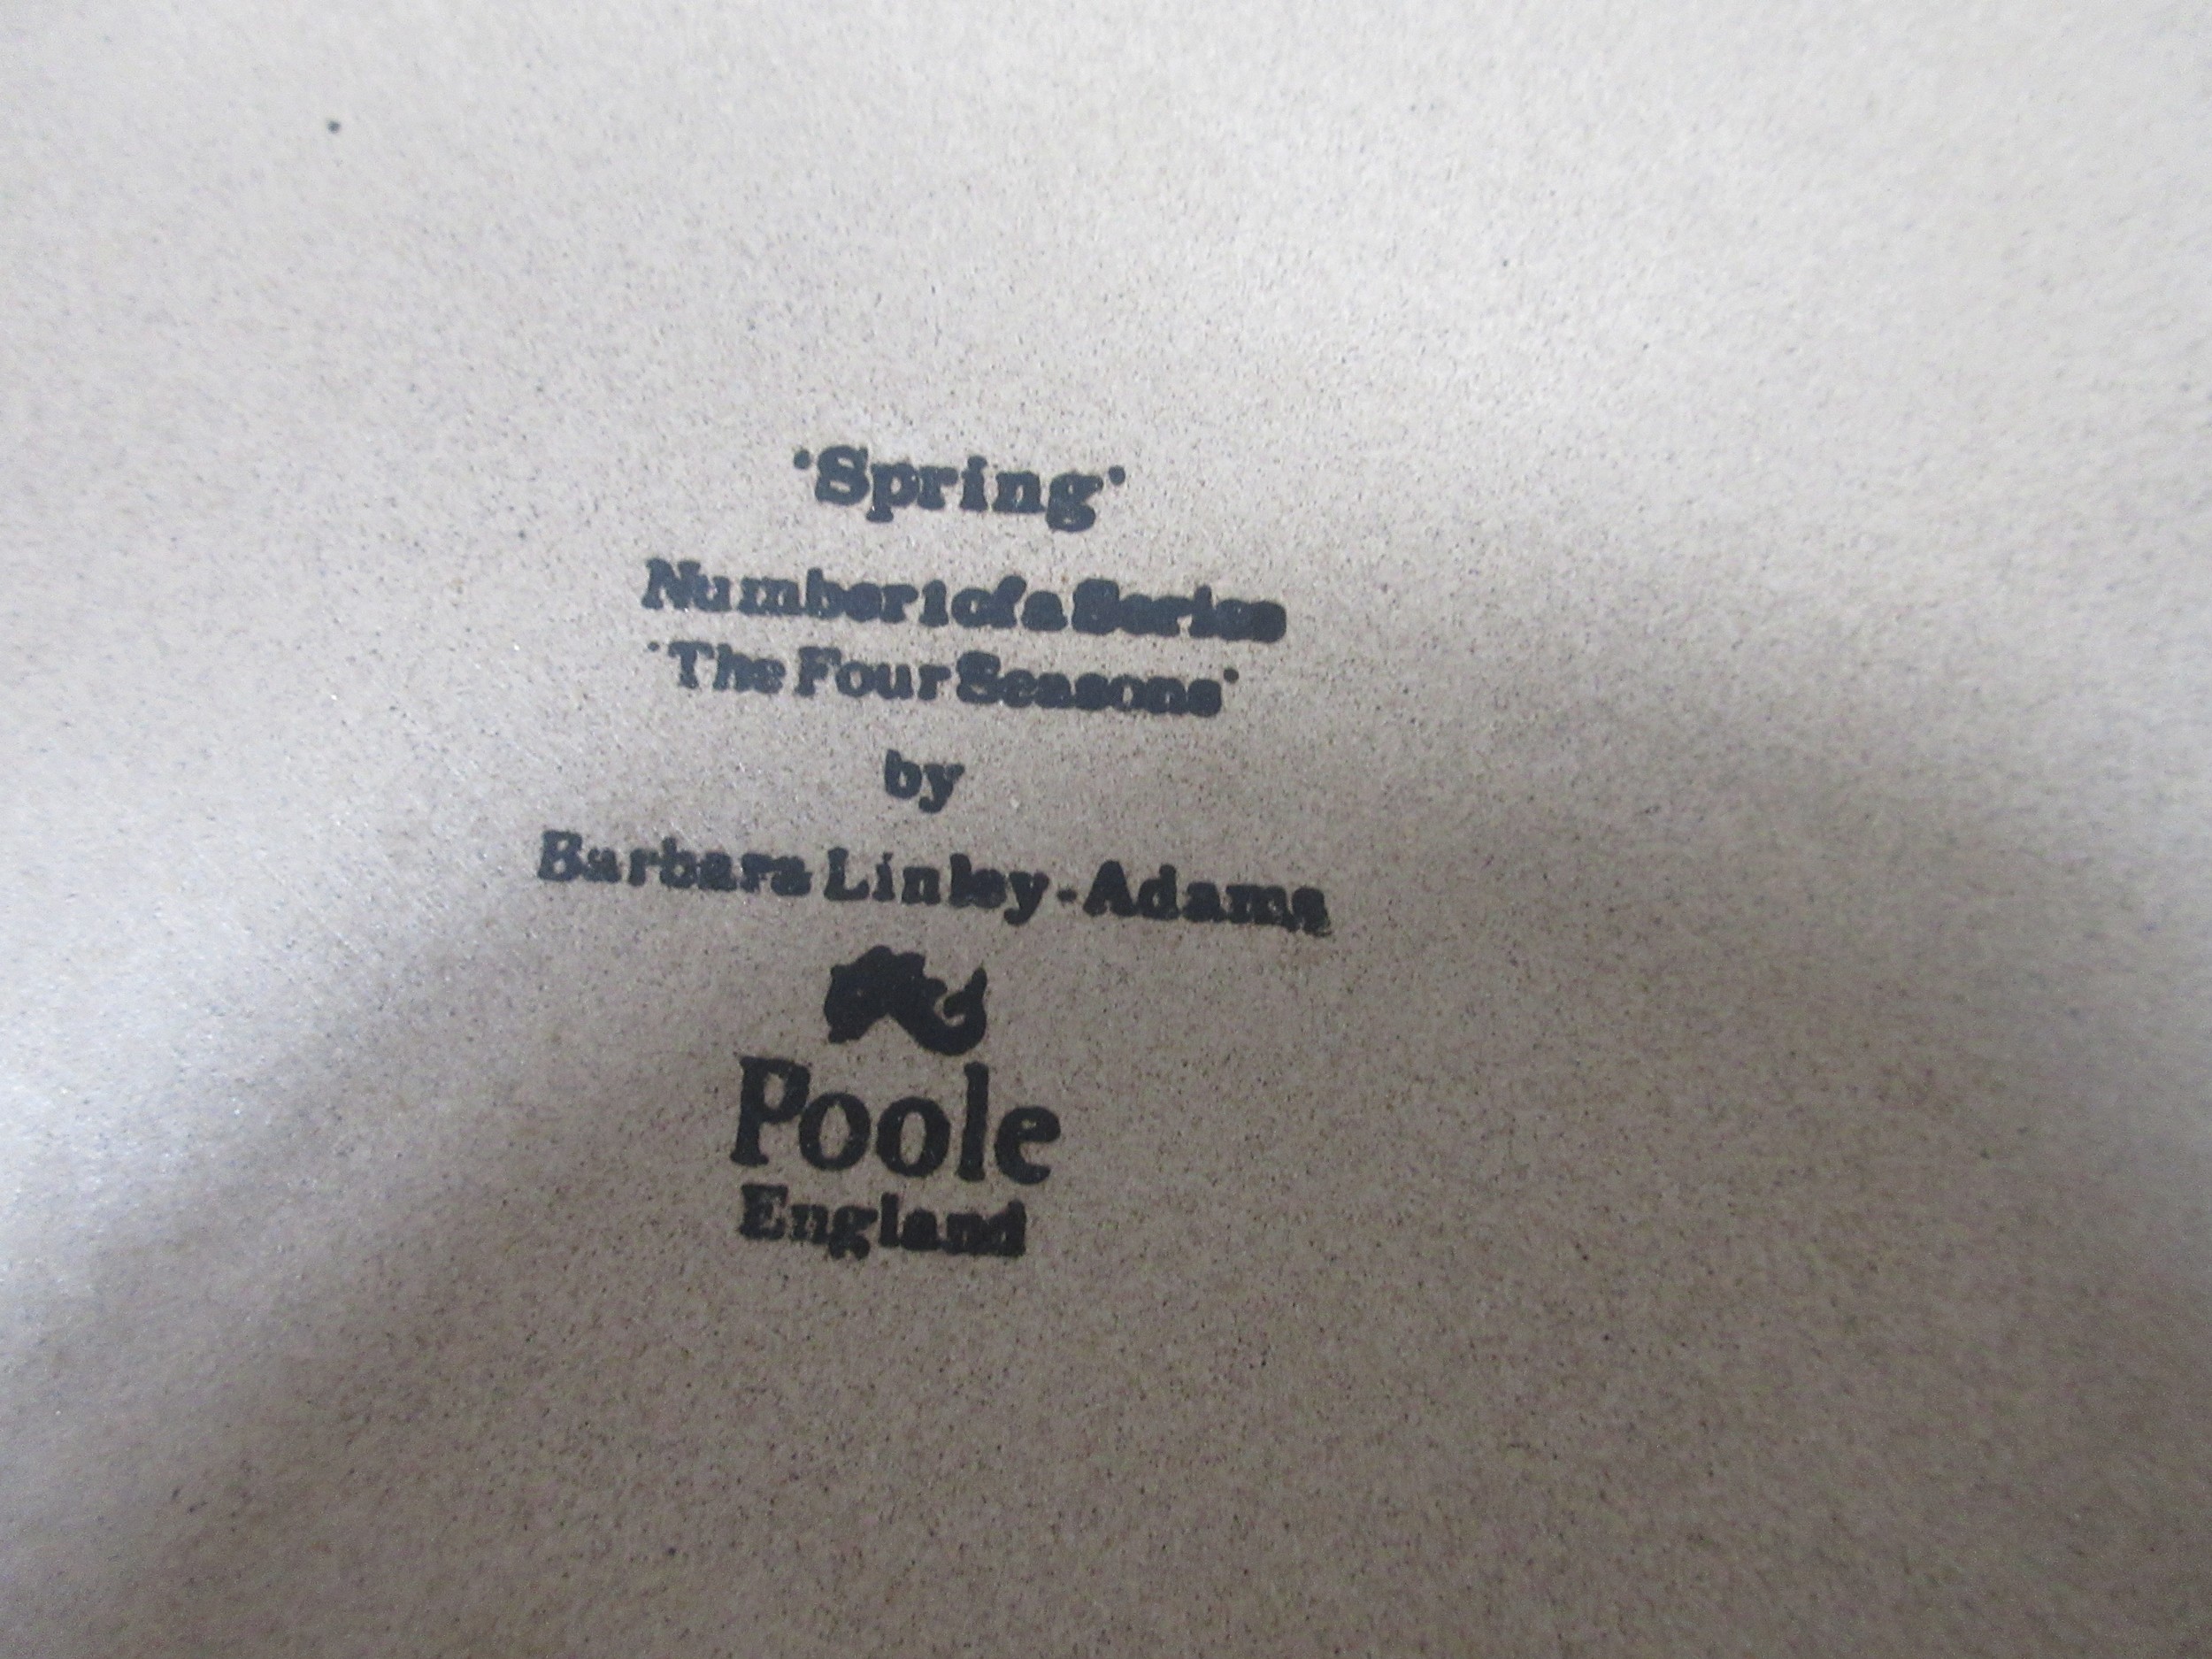 'Spring'
Number 1 of a Series
'The Four Seasons'
by
Barbara Linley-Adams
Poole
England